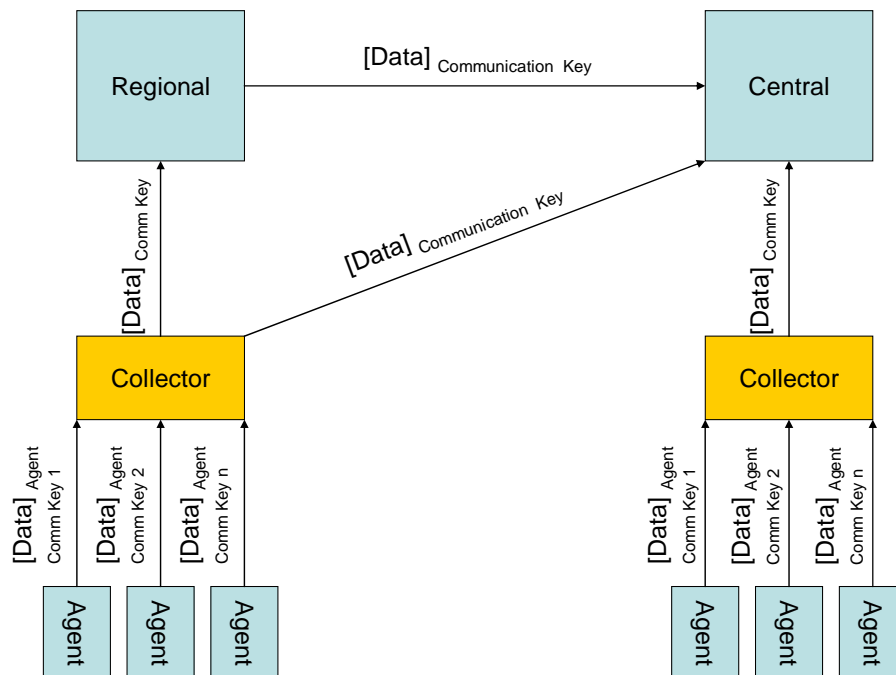 [Data] Communication Key
Regional
Central
[Data] Comm Key
[Data] Communication Key
[Data] Comm Key
Collector
Collector
[Data] Agent
Comm Key 1
[Data] Agent
Comm Key 2
[Data] Agent
Comm Key n
[Data] Agent
Comm Key 1
[Data] Agent
Comm Key 2
[Data] Agent
Comm Key n
Agent
Agent
Agent
Agent
Agent
Agent